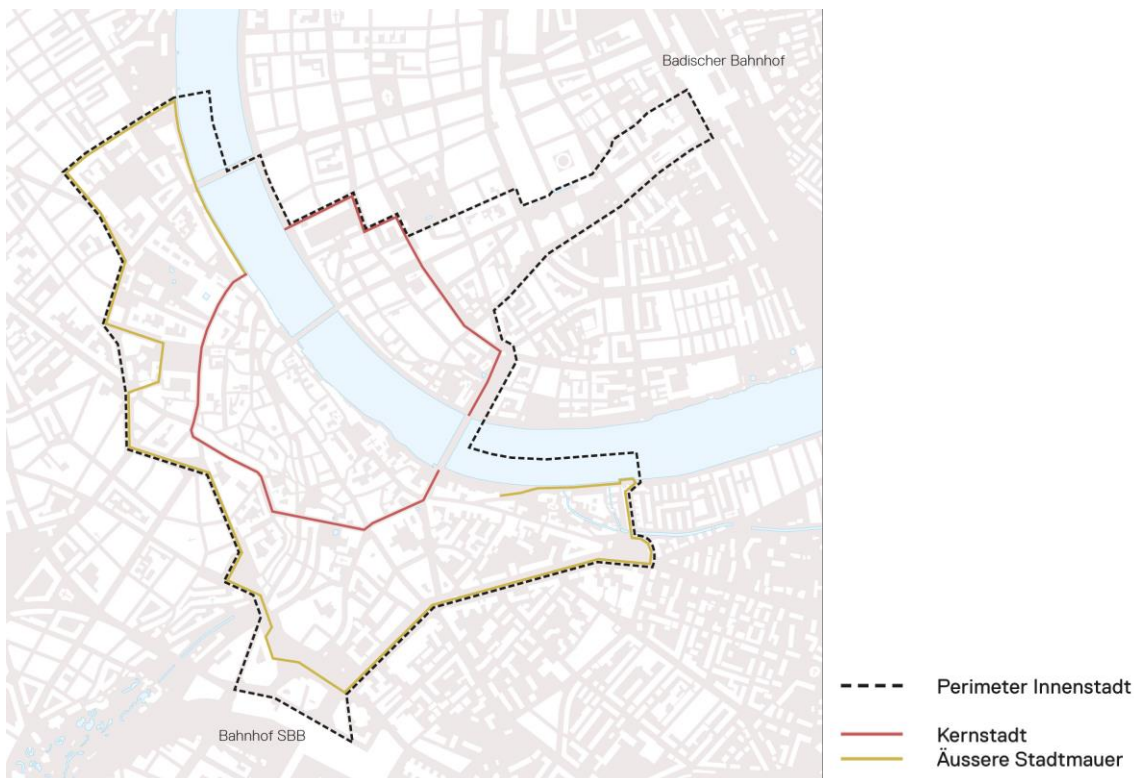 Badischer Bahnhof
Bahnhof SBB
Perimeter Innenstadt
Kernstadt
Äussere Stadtmauer